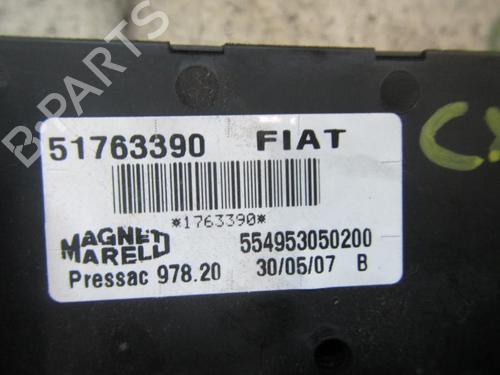 51763390 FIAT
*1763390*
MAGNETI MARELLI
554953050200
Pressac 978.20 30/05/07 B
B-PARTS